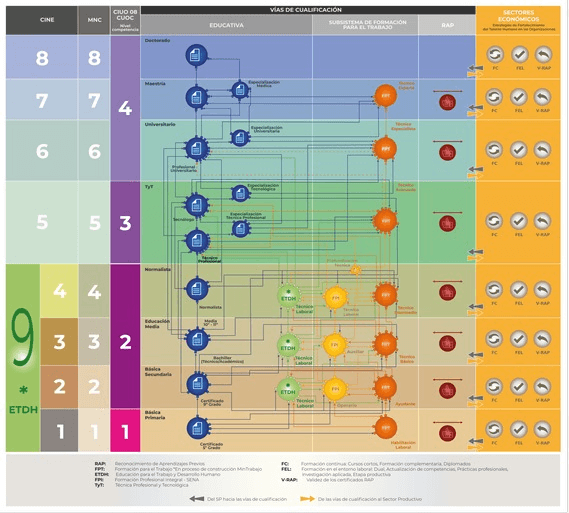 CINE
MNC
CIUO 08
CUOC
Nivel
competencia
VÍAS DE CUALIFICACIÓN
EDUCATIVA
SUBSISTEMA DE FORMACIÓN
PARA EL TRABAJO
RAP
SECTORES
ECONÓMICOS
Estrategias de Fortalecimiento
del Talento Humano en las Organizaciones
8
8
Doctorado
FC
FEL
V-RAP
7
7
4
Maestría
Especialización
Médica
Técnico
FC
FEL
V-RAP
6
6
Universitario
Especialización
Universitaria
Profesional
Universitario
Técnico
Especialista
FPT
FC
FEL
V-RAP
5
5
3
TyT
Especialización
Tecnológica
Tecnólogo
Especialización
Técnico Profesional
Técnico
Profesional
Técnico
FPT
FC
FEL
V-RAP
9
*
ETDH
4
4
Normalista
Normalista
ETDH
Técnico
Laboral
FPI
Técnico
FPT
Técnico
FC
FEL
V-RAP
3
3
2
Educación
Media
Media
Bachiller
(Técnico/Académico)
ETDH
Técnico
Laboral
FPI
Auxiliar
FPT
Técnico
Básico
FC
FEL
V-RAP
2
2
Básica
Secundaria
Certificado
9° Grado
ETDH
Técnico
Laboral
FPI
Operario
FPT
Ayudante
FC
FEL
V-RAP
1
1
1
Básica
Primaria
Certificado
5° Grado
FPT
Habilitación
Laboral
FC
FEL
V-RAP
RAP: Reconocimiento de Aprendizajes Previos
FPT: Formación para el Trabajo *En proceso de construcción MinTrabajo
ETDH: Educación para el Trabajo y Desarrollo Humano
FPI: Formación Profesional Integral - SENA
TyT: Técnica Profesional y Tecnológica
FC: Formación continua, Cursos cortos, Formación complementaria, Diplomados
FEL: Formación en el entorno laboral: Dual, Actualización de competencias, Prácticas profesionales,
Investigación aplicada, Etapa productiva
V-RAP: Validez de los certificados RAP
Del SP hacia las vías de cualificación
De las vías de cualificación al Sector Productivo